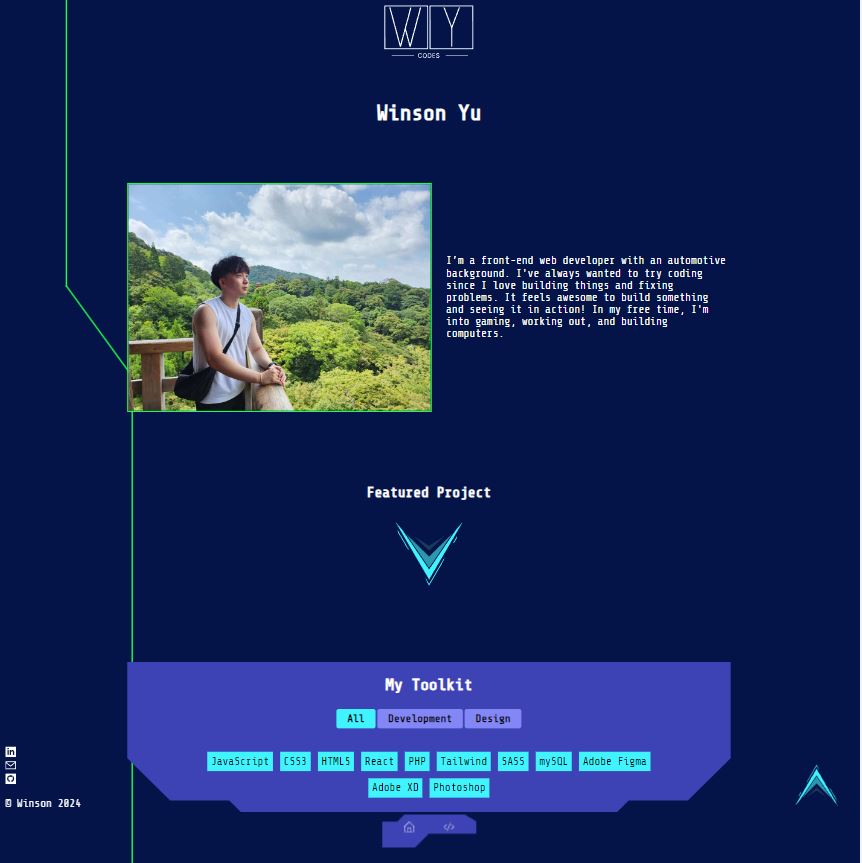 WY
CODES
Winson Yu
I'm a front-end web developer with an automotive
background. I've always wanted to try coding
since I love building things and fixing
problems. It feels awesome to build something
and seeing it in action! In my free time, I'm
into gaming, working out, and building
computers.
Featured Project
My Toolkit
All Development Design
JavaScript CSS3 HTML5 React PHP Tailwind SASS mySQL Adobe Figma
Adobe XD Photoshop
in
© Winson 2024